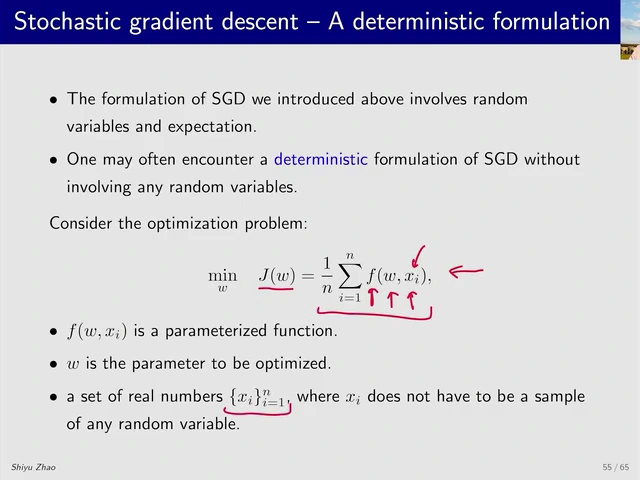 Stochastic gradient descent – A deterministic formulation
• The formulation of SGD we introduced above involves random
variables and expectation.
• One may often encounter a deterministic formulation of SGD without
involving any random variables.
Consider the optimization problem:
min_w J(w) = 1/n ∑_{i=1}^{n} f(w, x_i),
• f(w, x_i) is a parameterized function.
• w is the parameter to be optimized.
• a set of real numbers {x_i}_{i=1}^{n}, where x_i does not have to be a sample
of any random variable.
Shiyu Zhao
55 / 65